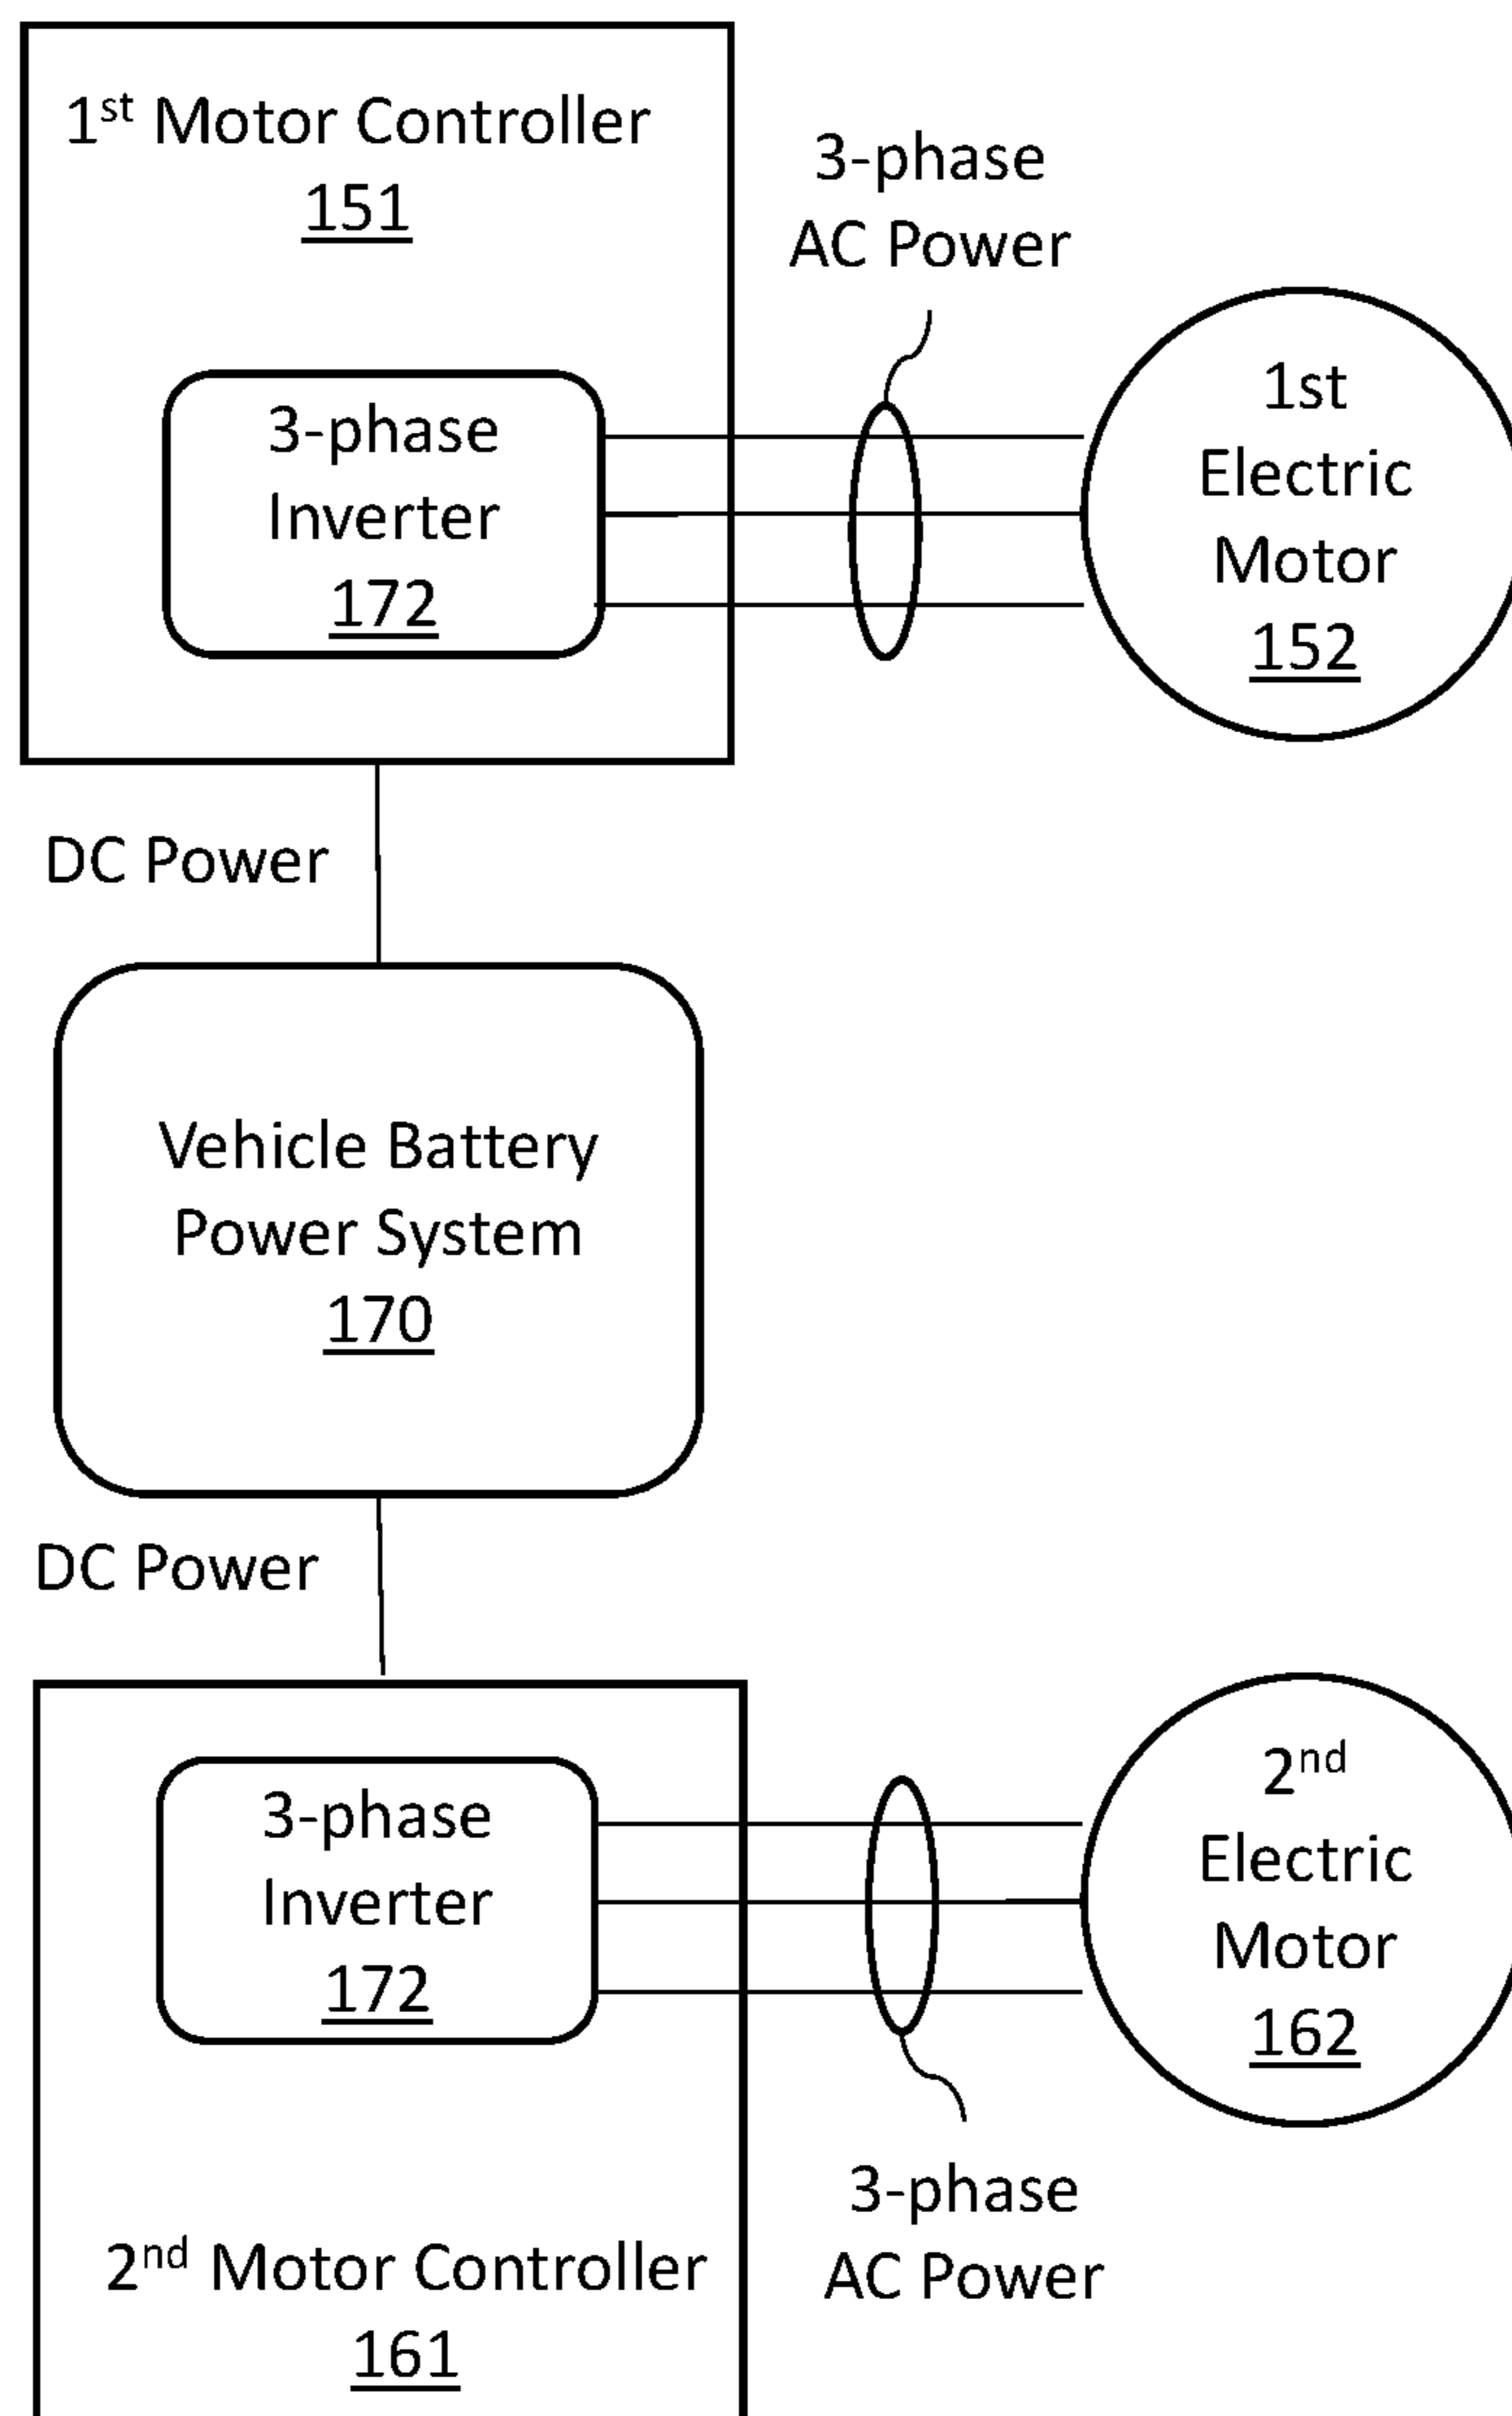 1st Motor Controller
151
3-phase
AC Power
3-phase
Inverter
172
1st
Electric
Motor
152
DC Power
Vehicle Battery
Power System
170
DC Power
3-phase
Inverter
172
2nd
Electric
Motor
162
3-phase
AC Power
2nd Motor Controller
161